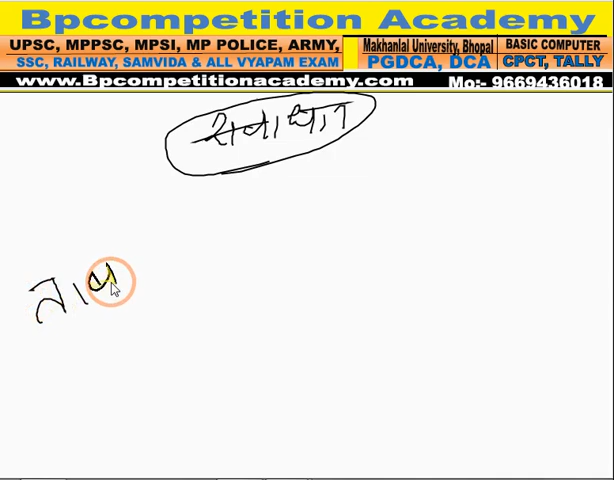 Bpcompetition Academy
UPSC, MPPSC, MPSI, MP POLICE, ARMY,
SSC, RAILWAY, SAMVIDA & ALL VYAPAM EXAM
Makhanlal University, Bhopal
PGDCA, DCA
BASIC COMPUTER
CPCT, TALLY
www.Bpcompetitionacademy.com Mo:- 9669436018